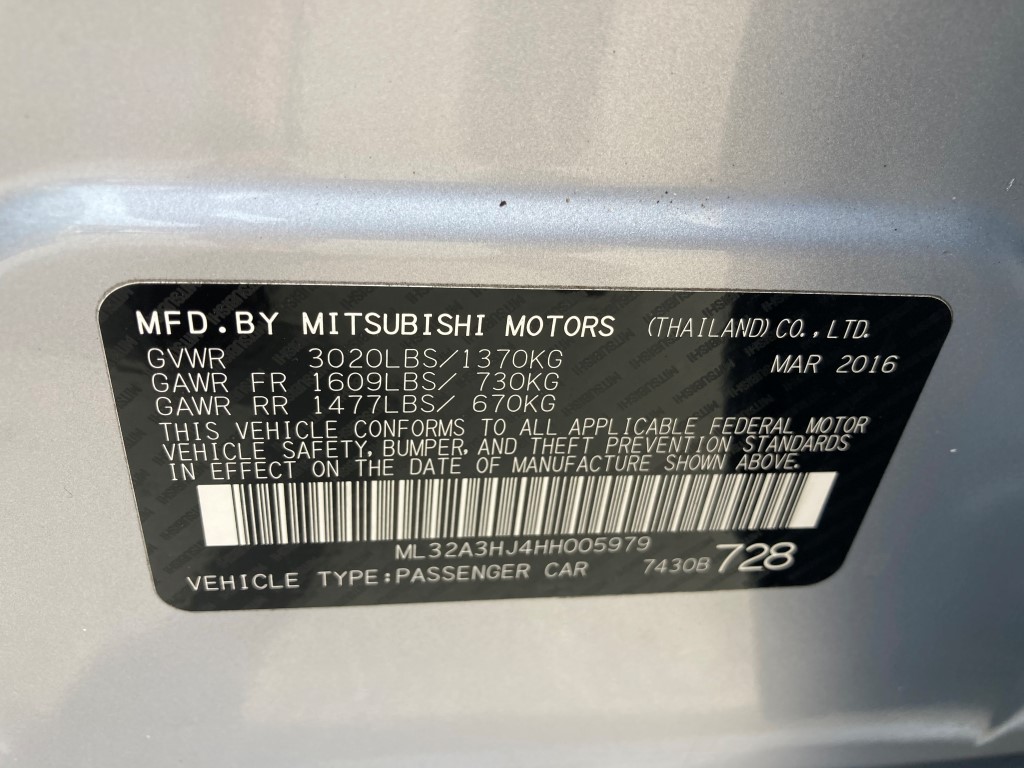 MFD.BY MITSUBISHI MOTORS (THAILAND) CO., LTD.
GVWR 3020LBS/1370KG MAR 2016
GAWR FR 1609LBS/ 730KG
GAWR RR 1477LBS/ 670KG
THIS VEHICLE CONFORMS TO ALL APPLICABLE FEDERAL MOTOR
VEHICLE SAFETY, BUMPER, AND THEFT PREVENTION STANDARDS
IN EFFECT ON THE DATE OF MANUFACTURE SHOWN ABOVE.
ML32A3HJ4HH005979
VEHICLE TYPE:PASSENGER CAR 7430B 728